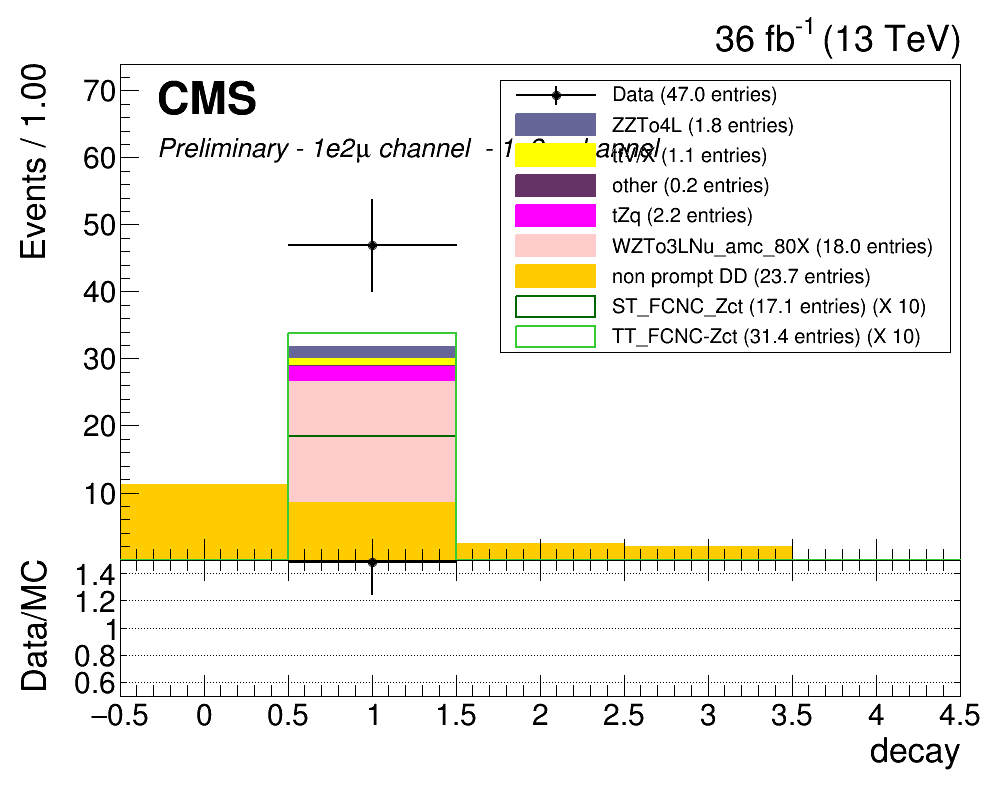 36 fb-1 (13 TeV)
CMS
Preliminary - 1e2μ channel - 1
Events / 1.00
70
60
50
40
30
20
10
Data (47.0 entries)
ZZTo4L (1.8 entries)
ttV/X (1.1 entries)
other (0.2 entries)
tZq (2.2 entries)
WZTo3LNu_amc_80X (18.0 entries)
non prompt DD (23.7 entries)
ST_FCNC_Zct (17.1 entries) (X 10)
TT_FCNC-Zct (31.4 entries) (X 10)
Data/MC
1.4
1.2
1
0.8
0.6
−0.5 0 0.5 1 1.5 2 2.5 3 3.5 4 4.5
decay